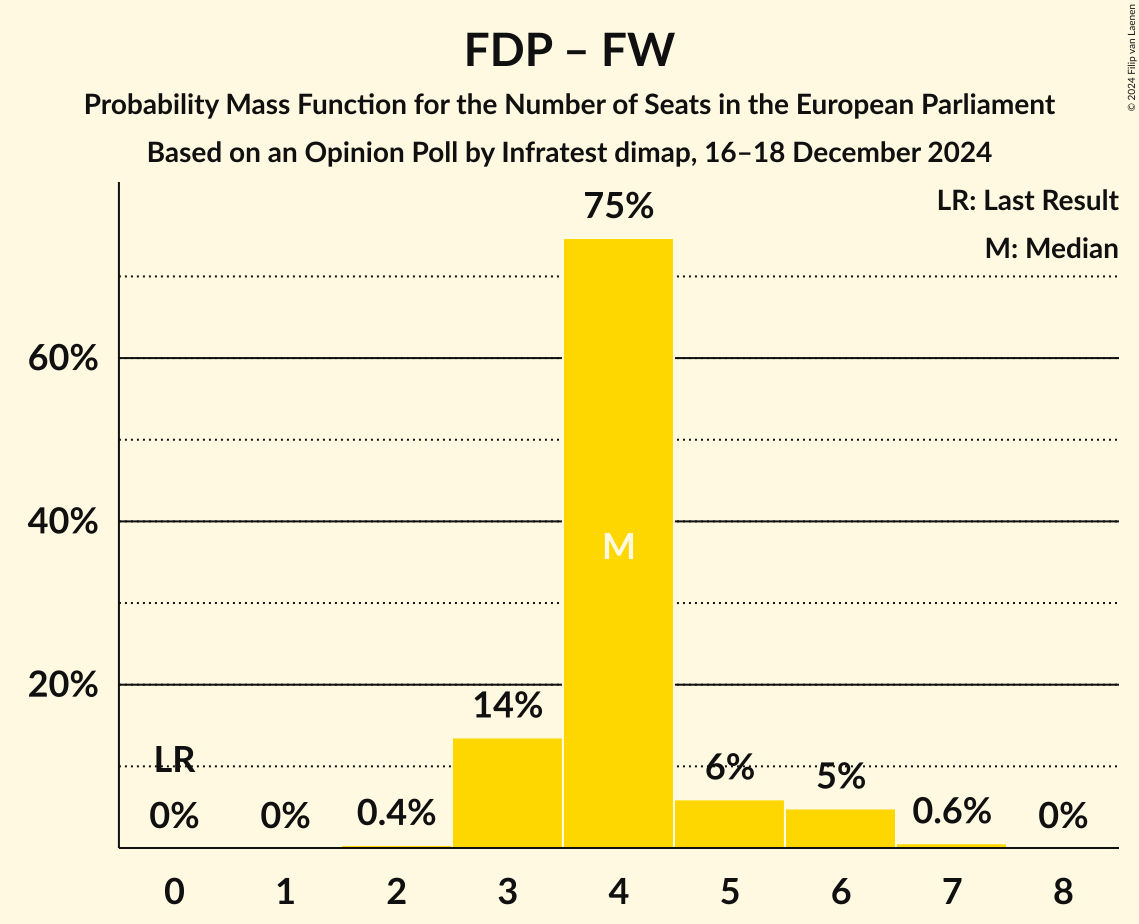 FDP – FW
Probability Mass Function for the Number of Seats in the European Parliament
Based on an Opinion Poll by Infratest dimap, 16–18 December 2024
© 2024 Filip van Laenen
LR: Last Result
M: Median
75%
60%
40%
M
20%
14%
LR
6%
5%
0%
0%
0.4%
0.6%
0%
0 1 2 3 4 5 6 7 8